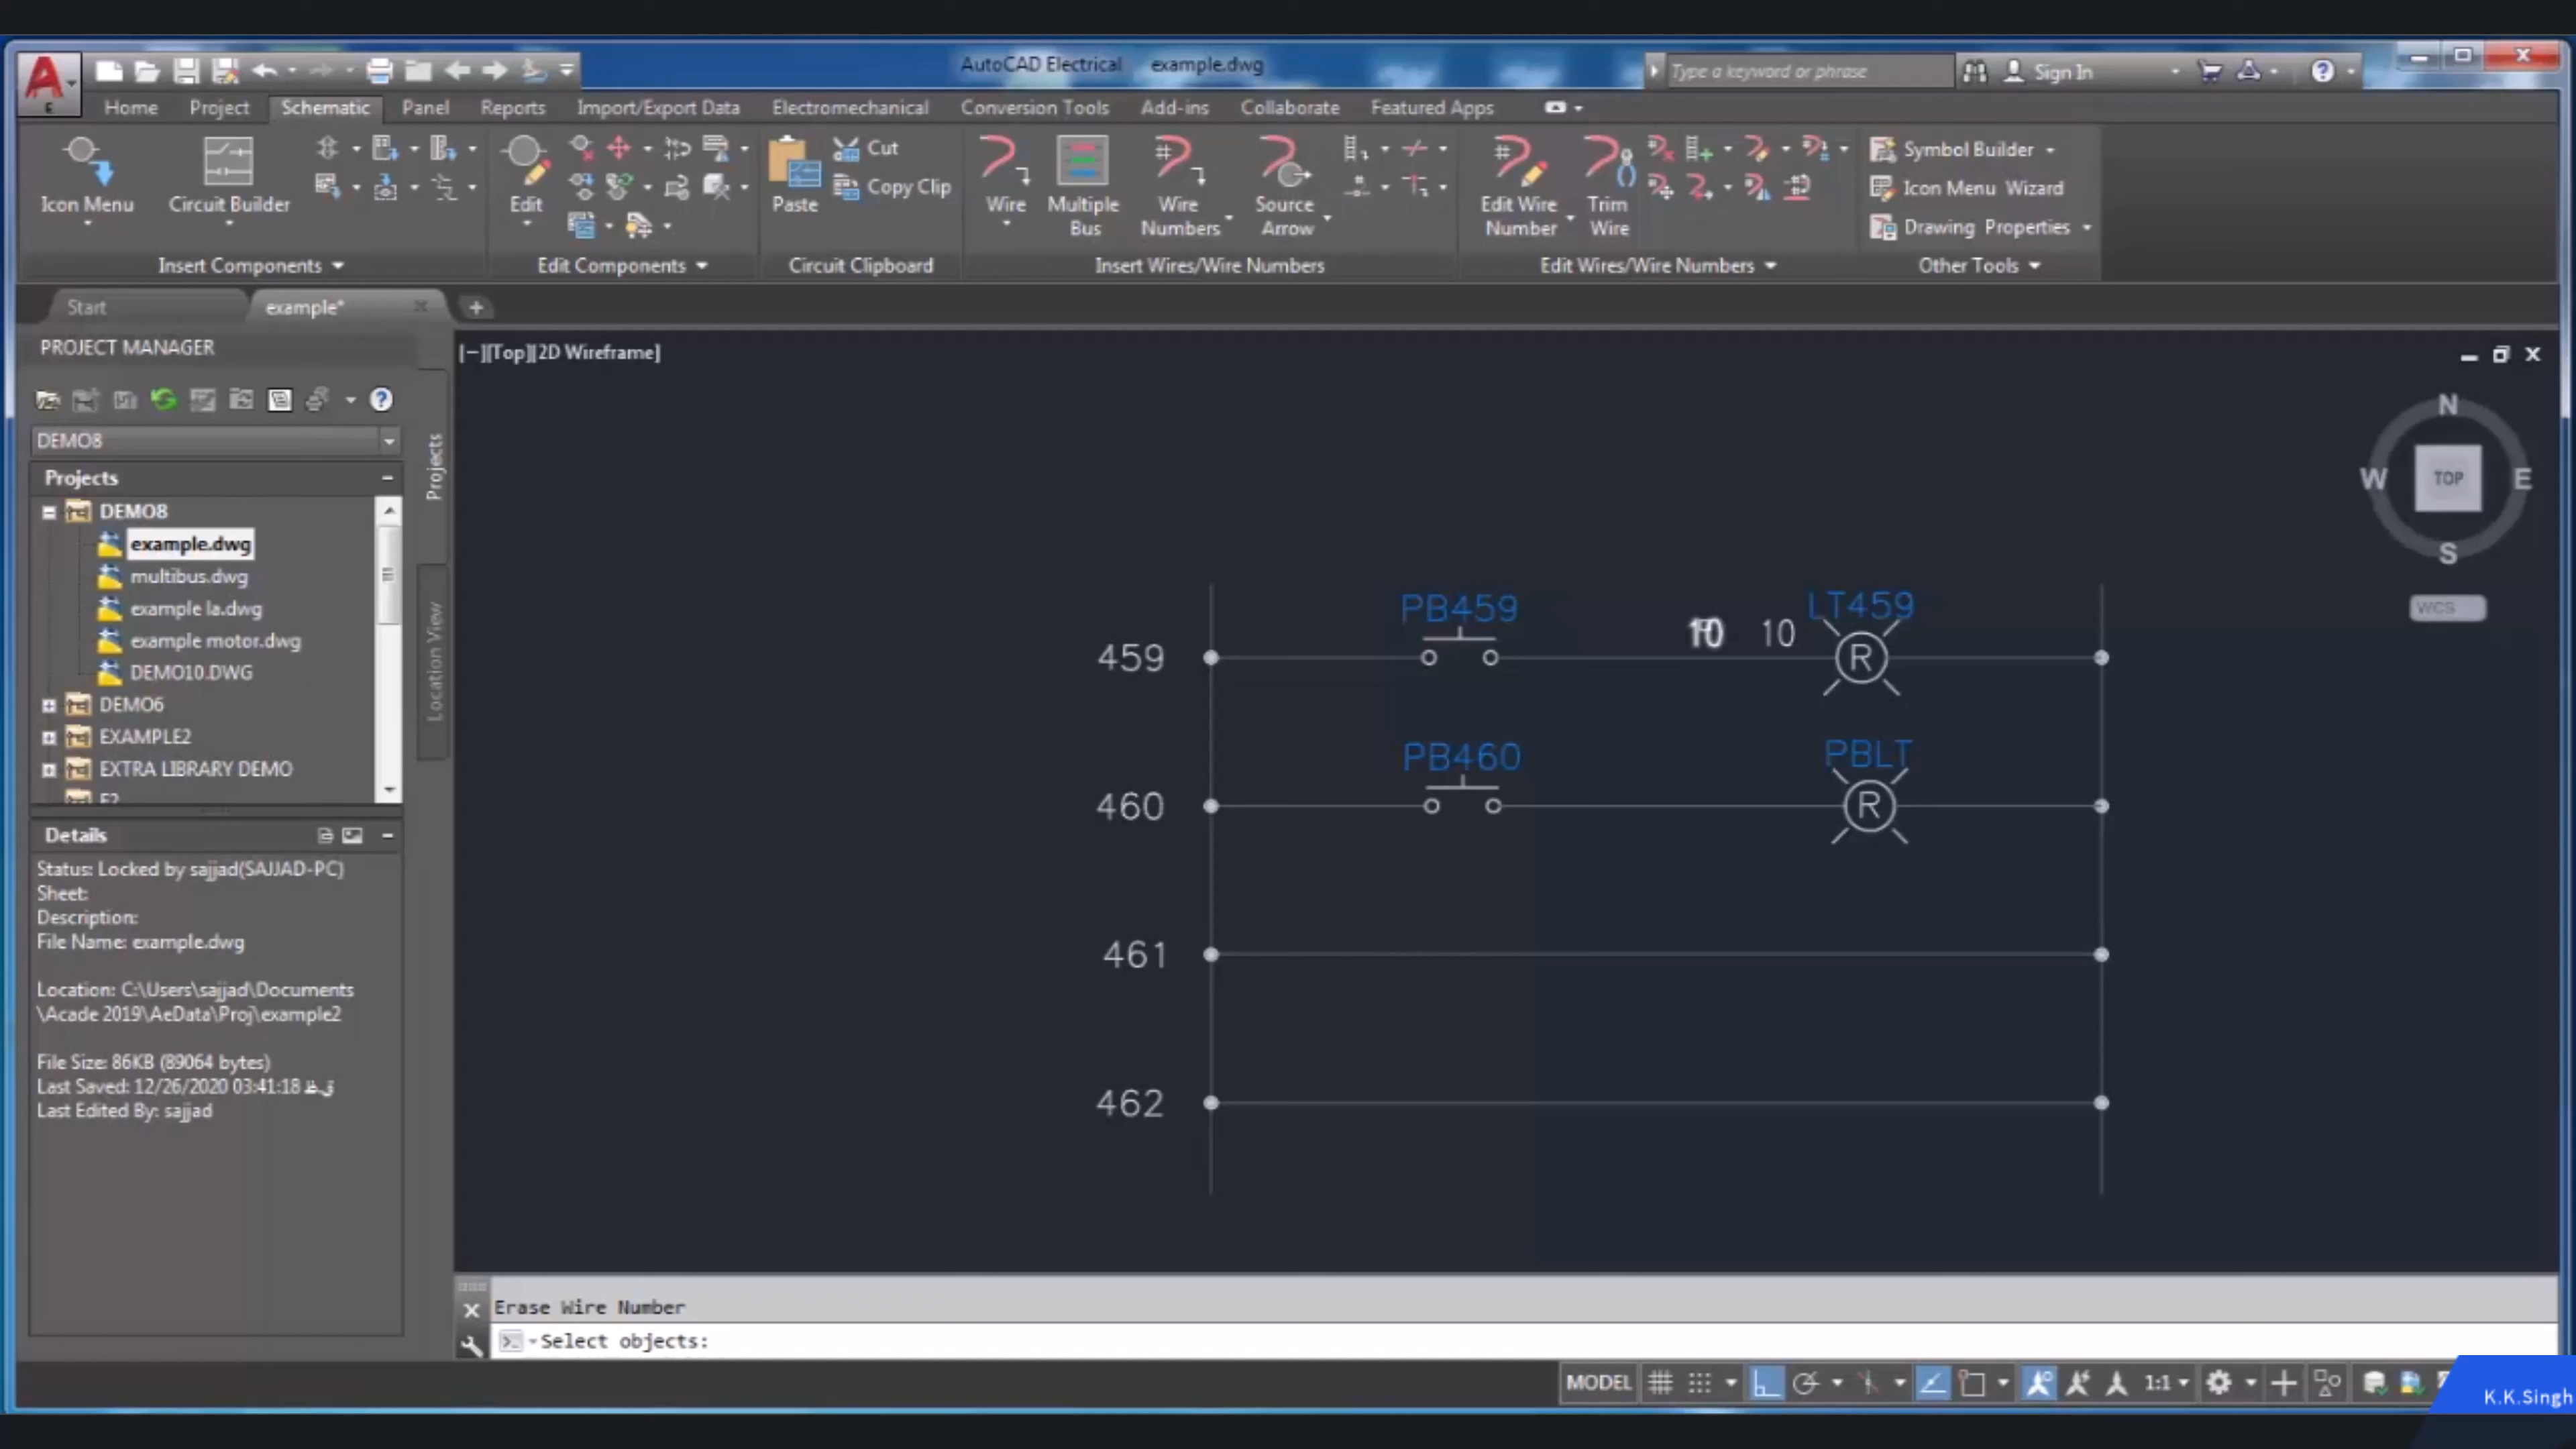 AutoCAD Electrical example.dwg
Type a keyword or phrase
Sign In
Home Project Schematic Panel Reports Import/Export Data Electromechanical Conversion Tools Add-ins Collaborate Featured Apps
Icon Menu
Circuit Builder
Insert Components
Edit
Edit Components
Paste
Cut
Copy Clip
Circuit Clipboard
Wire
Multiple Bus
Wire Numbers
Source Arrow
Insert Wires/Wire Numbers
Edit Wire Number
Trim Wire
Edit Wires/Wire Numbers
Symbol Builder
Icon Menu Wizard
Drawing Properties
Other Tools
Start
example*
PROJECT MANAGER
DEMO8
Projects
DEMO8
example.dwg
multibus.dwg
example la.dwg
example motor.dwg
DEMO10.DWG
DEMO6
EXAMPLE2
EXTRA LIBRARY DEMO
Projects
Location View
Details
Status: Locked by sajjad(SAJJAD-PC)
Sheet:
Description:
File Name: example.dwg
Location: C:\Users\sajjad\Documents
\Acade 2019\AeData\Proj\example2
File Size: 86KB (89064 bytes)
Last Saved: 12/26/2020 03:41:18 ق.ظ
Last Edited By: sajjad
[−][Top][2D Wireframe]
N
W TOP E
S
WCS
PB459 LT459
10
459 R
PB460 PBLT
460 R
461
462
Erase Wire Number
Select objects:
MODEL 1:1
K.K.Singh